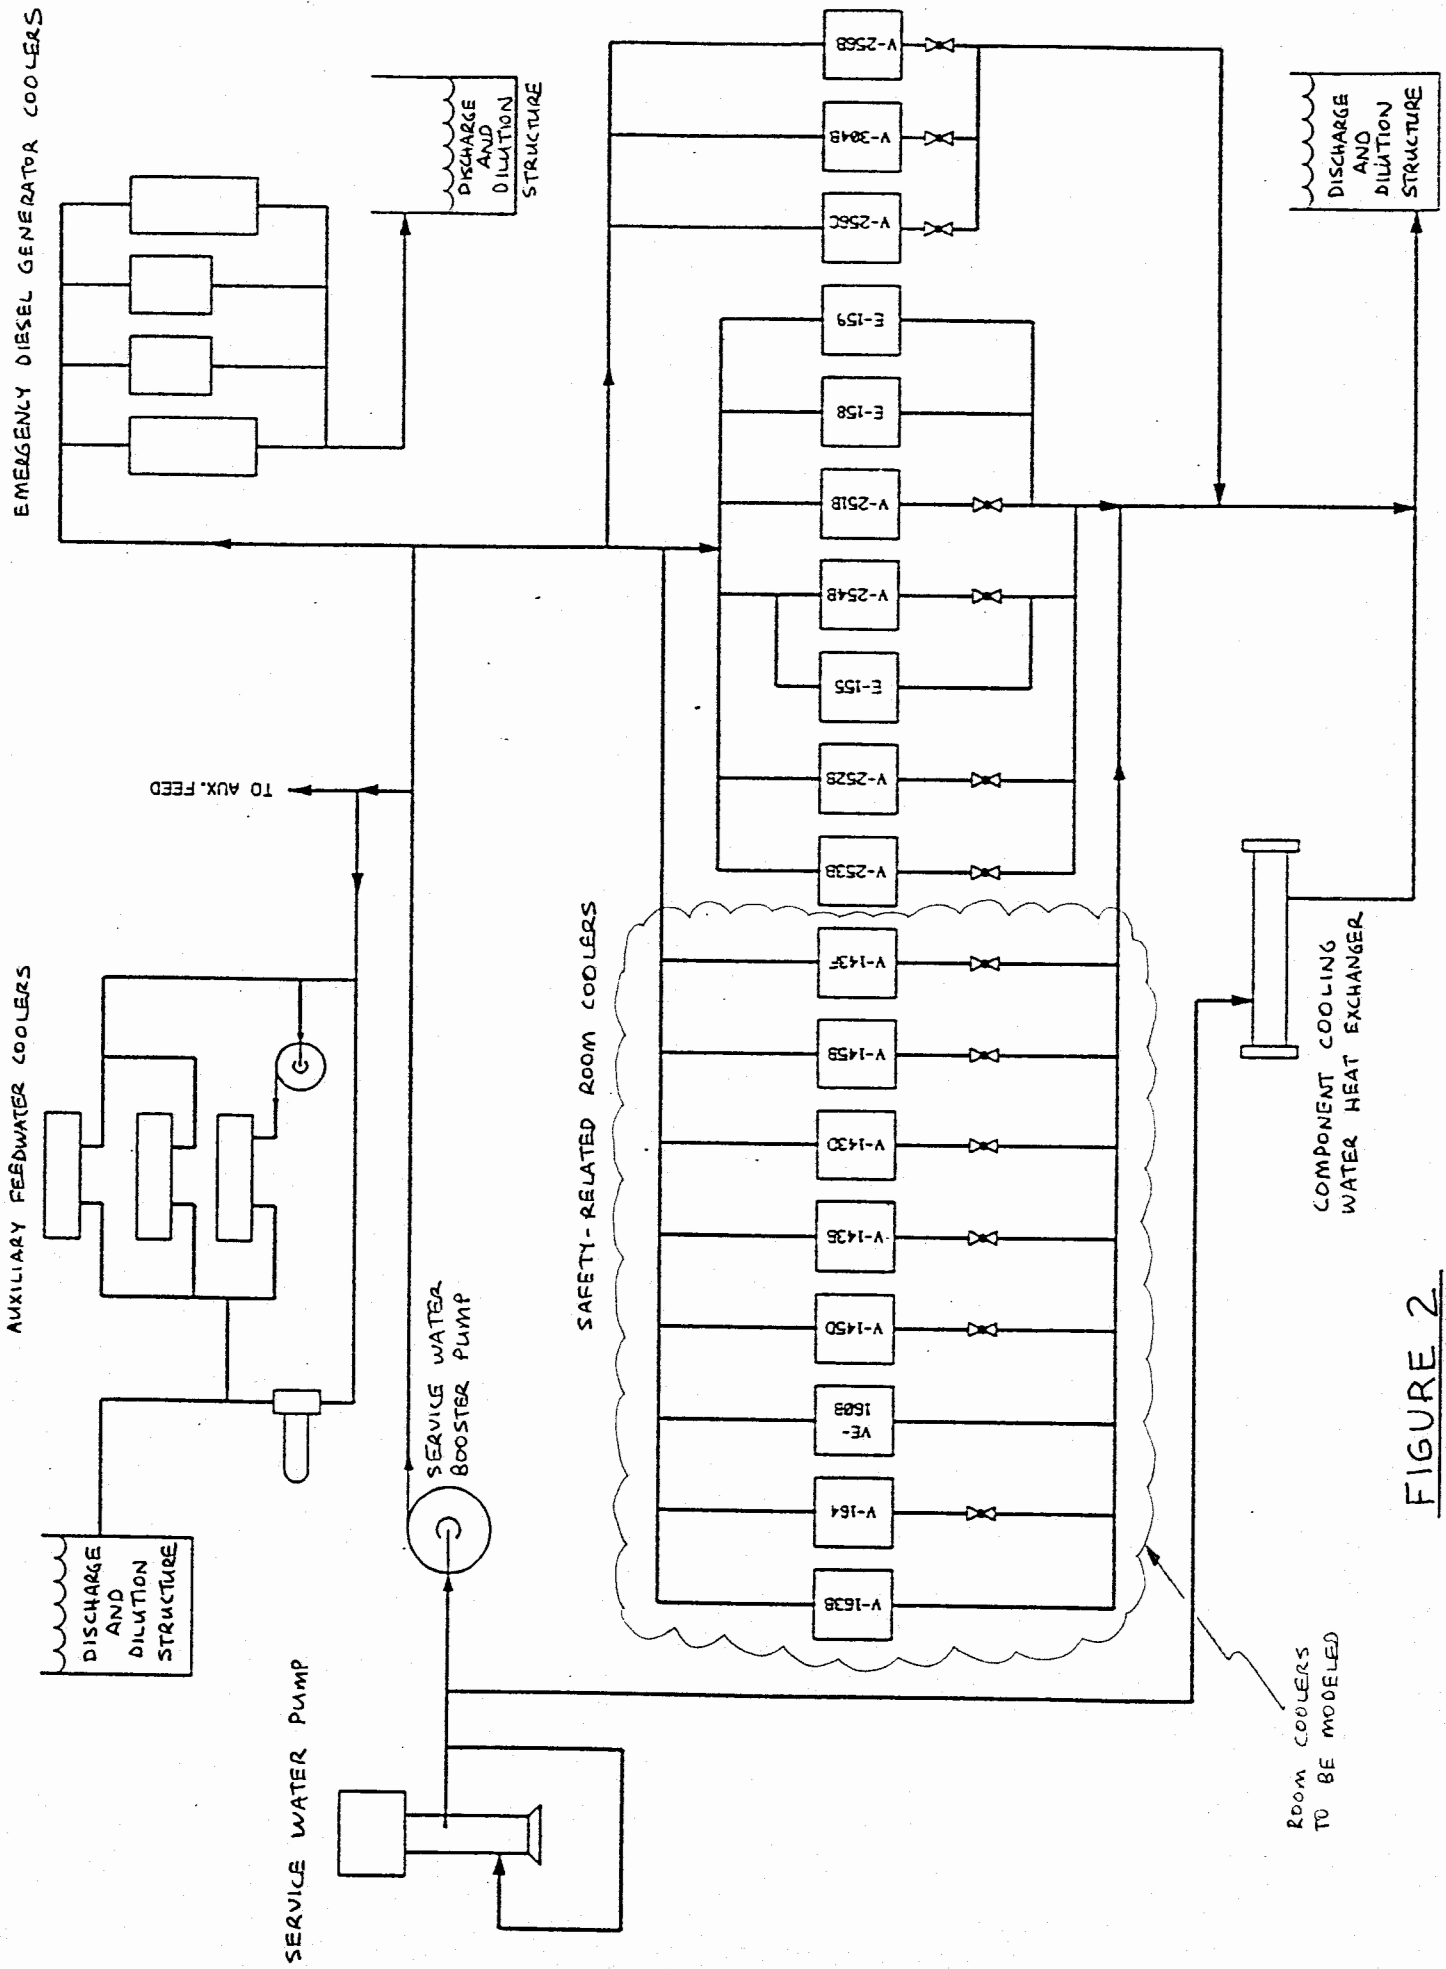 EMERGENCY DIESEL GENERATOR COOLERS
DISCHARGE
AND
DILUTION
STRUCTURE
AUXILIARY FEEDWATER COOLERS
TO AUX. FEED
DISCHARGE
AND
DILUTION
STRUCTURE
SERVICE WATER PUMP
SERVICE WATER
BOOSTER PUMP
SAFETY-RELATED ROOM COOLERS
V-163B
V-164
VE-
160B
V-145D
V-143B
V-143D
V-145B
V-143F
V-253B
V-252B
E-155
V-254B
V-251B
E-158
E-159
V-256C
V-304B
V-256B
DISCHARGE
AND
DILUTION
STRUCTURE
COMPONENT COOLING
WATER HEAT EXCHANGER
ROOM COOLERS
TO BE MODELED
FIGURE 2